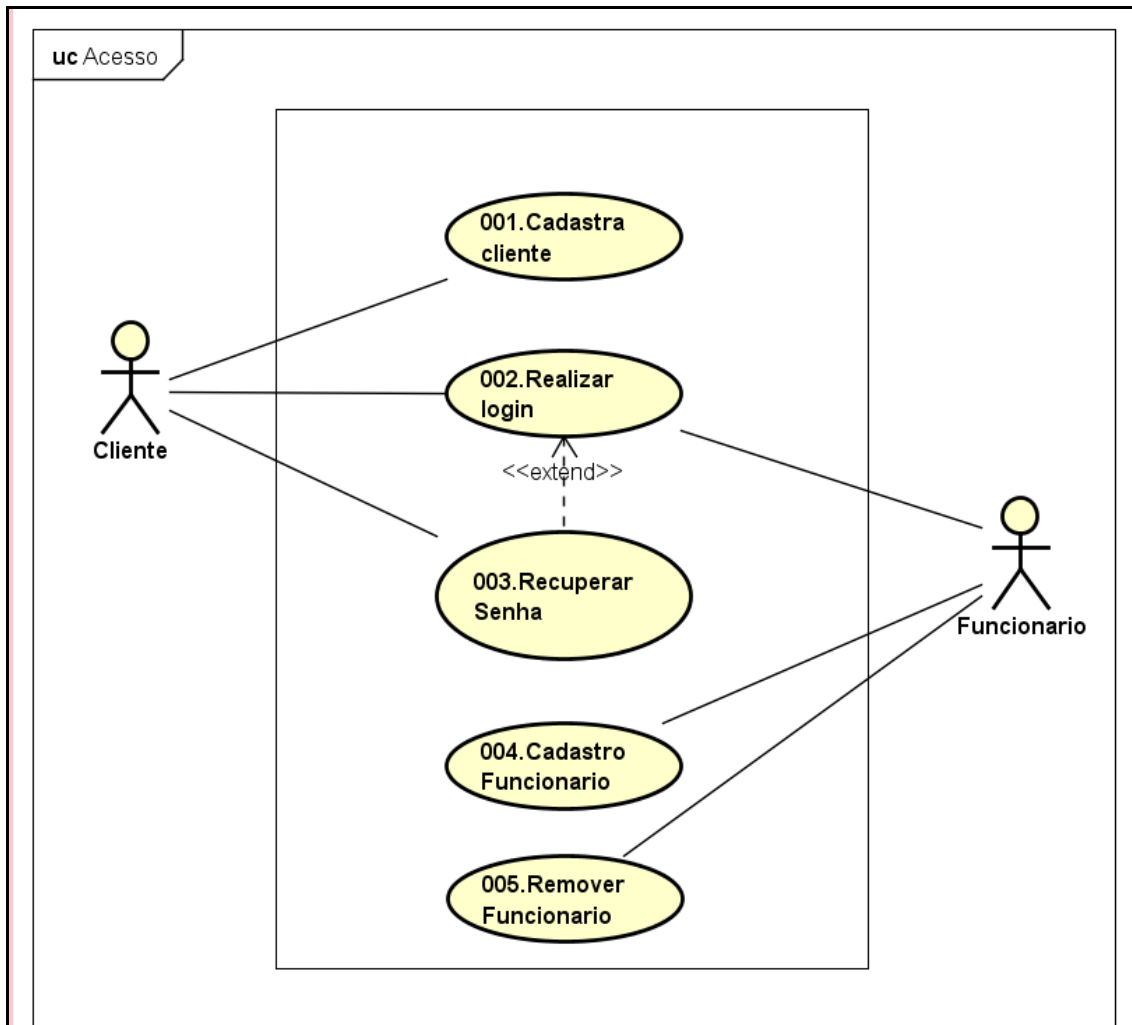 uc Acesso
001.Cadastra
cliente
002.Realizar
login
Cliente
<<extend>>
003.Recuperar
Senha
Funcionario
004.Cadastro
Funcionario
005.Remover
Funcionario